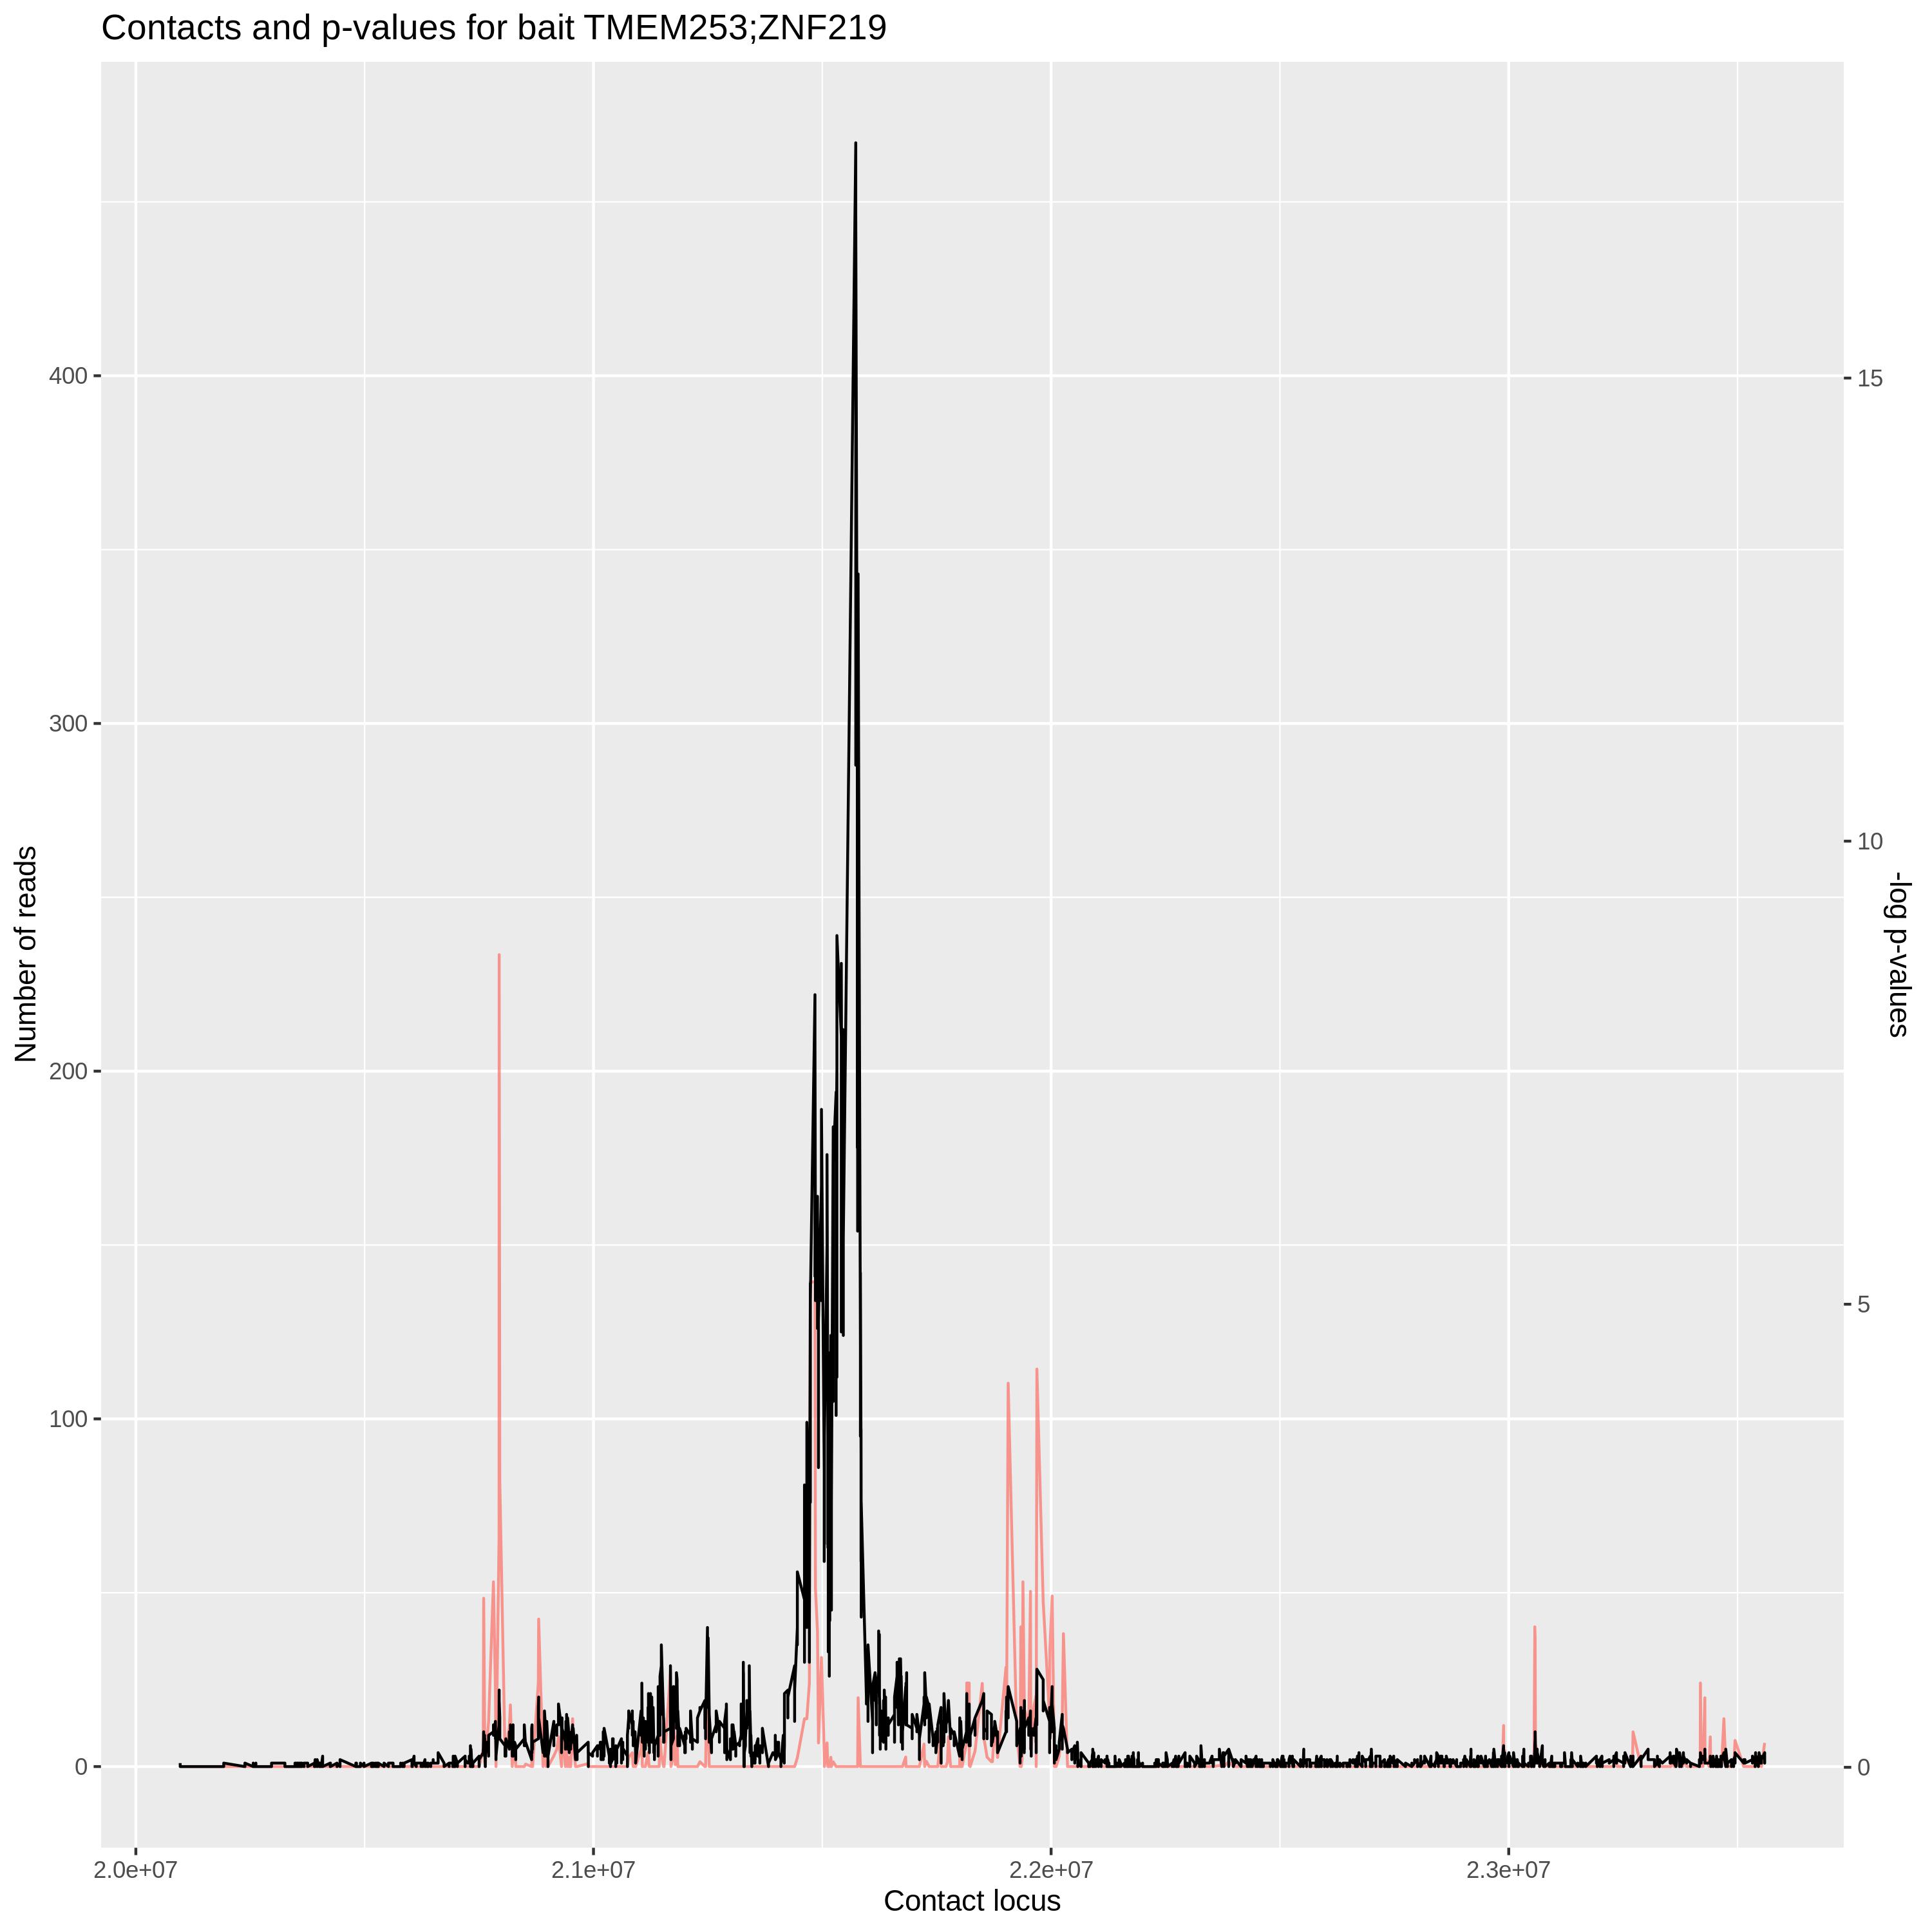 Contacts and p-values for bait TMEM253;ZNF219
Number of reads
400
300
200
100
0
15
10
5
0
-log p-values
2.0e+07
2.1e+07
2.2e+07
2.3e+07
Contact locus